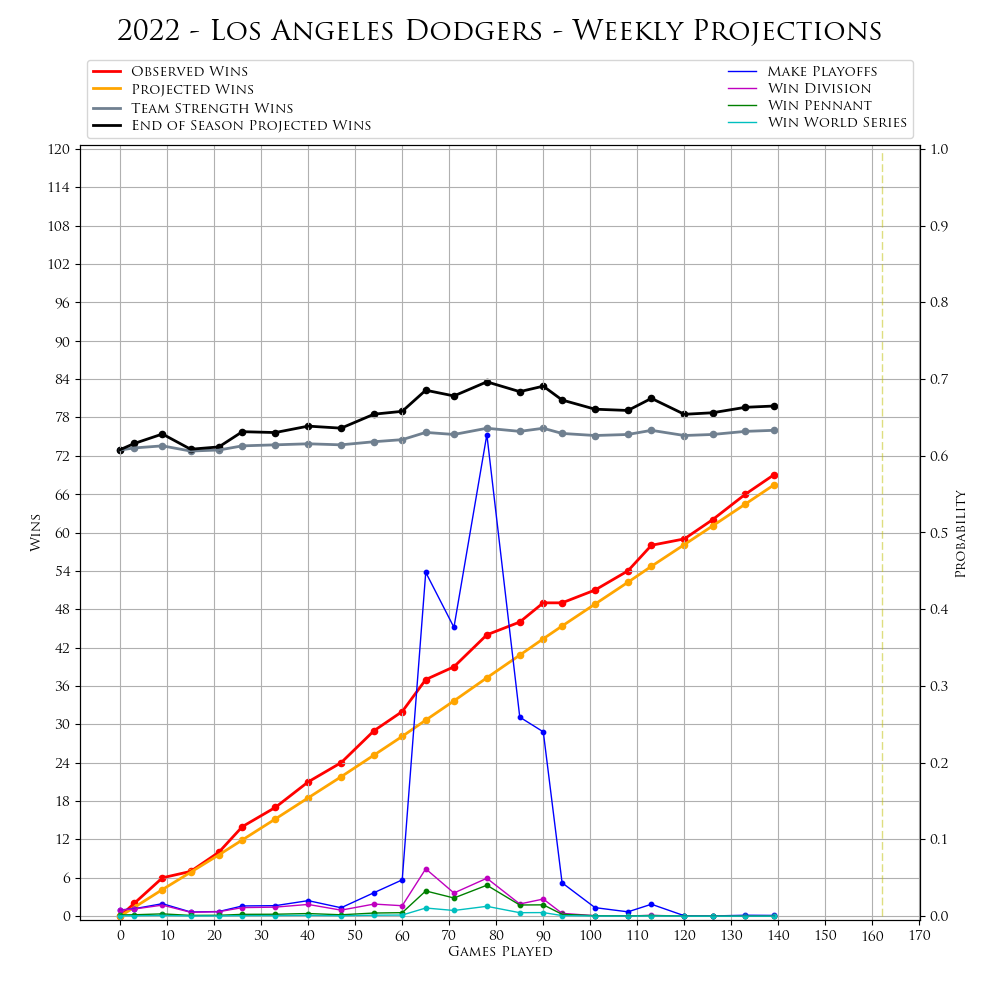 2022 - Los Angeles Dodgers - Weekly Projections
Observed Wins
Projected Wins
Team Strength Wins
End of Season Projected Wins
Make Playoffs
Win Division
Win Pennant
Win World Series
120
114
108
102
96
90
84
78
72
66
60
54
48
42
36
30
24
18
12
6
0
Wins
1.0
0.9
0.8
0.7
0.6
0.5
0.4
0.3
0.2
0.1
0.0
Probability
0 10 20 30 40 50 60 70 80 90 100 110 120 130 140 150 160 170
Games Played